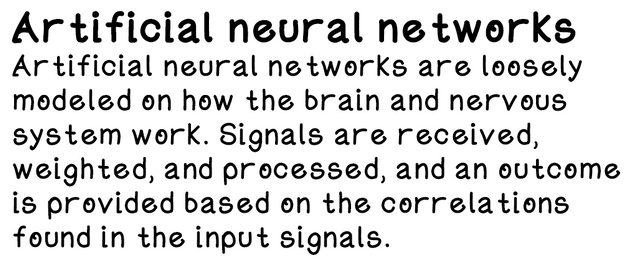 Artificial neural networks
Artificial neural networks are loosely
modeled on how the brain and nervous
system work. Signals are received,
weighted, and processed, and an outcome
is provided based on the correlations
found in the input signals.